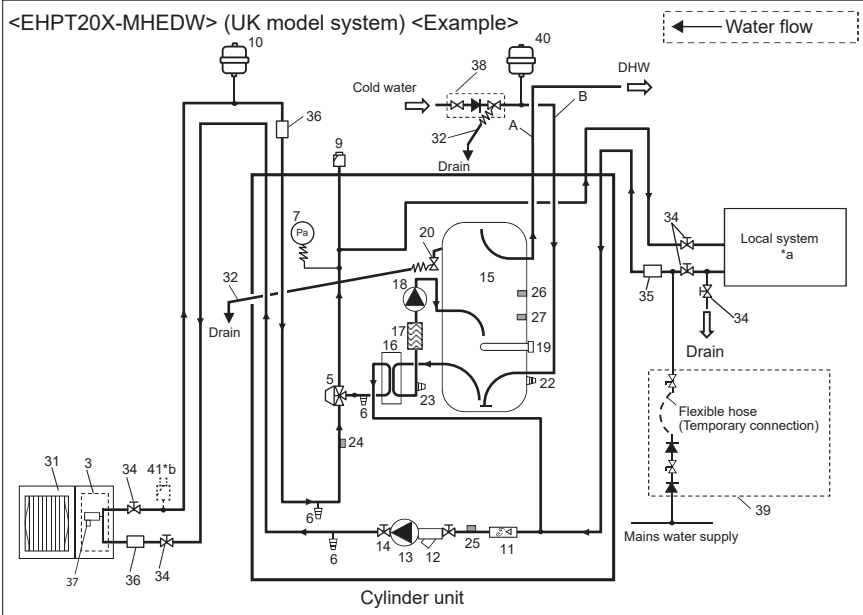 <EHPT20X-MHEDW> (UK model system) <Example>
Water flow
10
40
38
DHW
Cold water
B
A
36
32
9
Drain
7
Pa
20
34
Local system
*a
15
18
26
35
32
27
34
17
Drain
16
19
Drain
5
22
6
23
Flexible hose
(Temporary connection)
24
31
3
34
41*b
6
39
14
13
12
25
11
37
36
34
6
Mains water supply
Cylinder unit